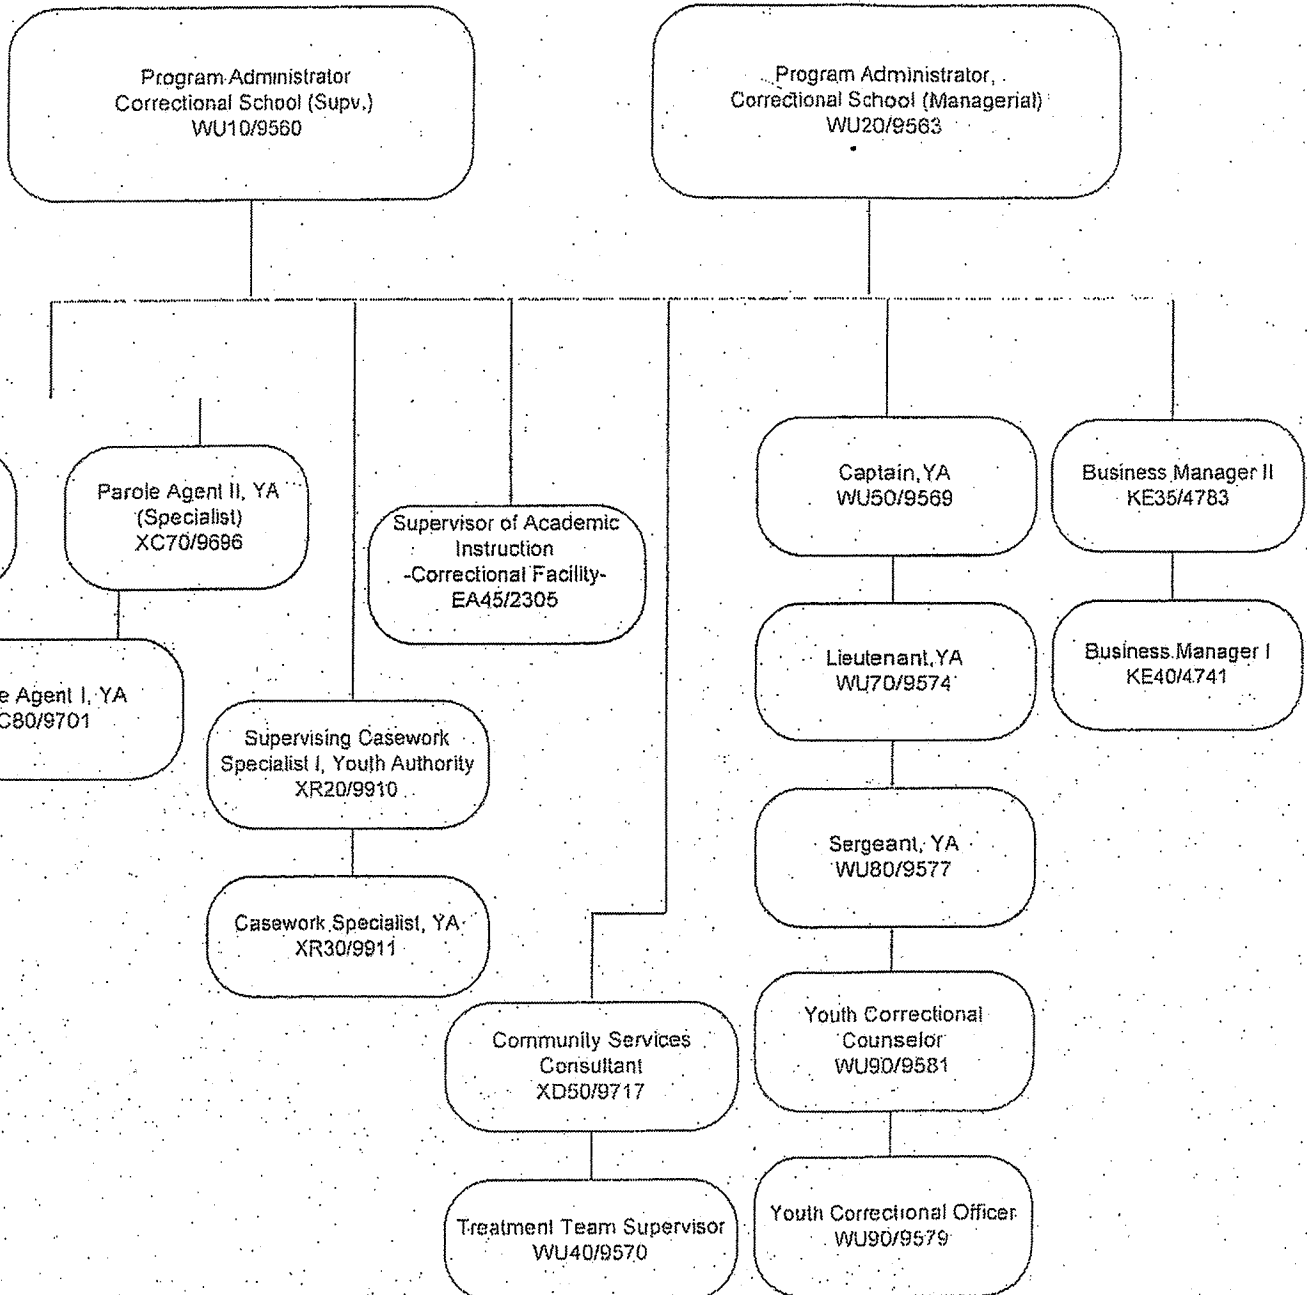 Program Administrator
Correctional School (Supv.)
WU10/9560
Program Administrator,
Correctional School (Managerial)
WU20/9563
Parole Agent II, YA
(Specialist)
XC70/9696
e Agent I, YA
C80/9701
Supervising Casework
Specialist I, Youth Authority
XR20/9910
Casework Specialist, YA
XR30/9911
Supervisor of Academic
Instruction
-Correctional Facility-
EA45/2305
Community Services
Consultant
XD50/9717
Treatment Team Supervisor
WU40/9570
Captain, YA
WU50/9569
Lieutenant, YA
WU70/9574
Sergeant, YA
WU80/9577
Youth Correctional
Counselor
WU90/9581
Youth Correctional Officer
WU90/9579
Business Manager II
KE35/4783
Business Manager I
KE40/4741